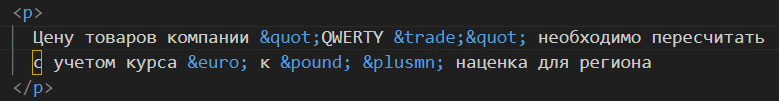 <p>
Цену товаров компании &quot;QWERTY &trade;&quot; необходимо пересчитать
с учетом курса &euro; к &pound; &plusmn; наценка для региона
</p>